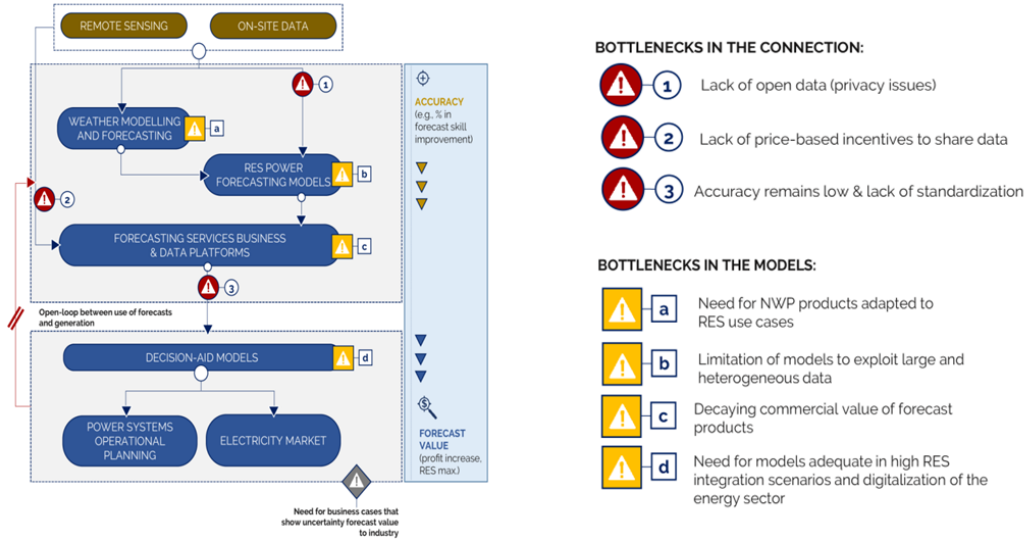 REMOTE SENSING
ON-SITE DATA
1
WEATHER MODELLING
AND FORECASTING
a
RES POWER
FORECASTING MODELS
b
2
FORECASTING SERVICES BUSINESS
& DATA PLATFORMS
c
3
Open-loop between use of forecasts
and generation
DECISION-AID MODELS
d
POWER SYSTEMS
OPERATIONAL
PLANNING
ELECTRICITY MARKET
ACCURACY
(e.g., % in
forecast skill
improvement)
$
FORECAST
VALUE
(profit increase,
RES max.)
Need for business cases that
show uncertainty forecast value
to industry
BOTTLENECKS IN THE CONNECTION:
1 Lack of open data (privacy issues)
2 Lack of price-based incentives to share data
3 Accuracy remains low & lack of standardization
BOTTLENECKS IN THE MODELS:
a Need for NWP products adapted to
RES use cases
b Limitation of models to exploit large and
heterogeneous data
c Decaying commercial value of forecast
products
d Need for models adequate in high RES
integration scenarios and digitalization of the
energy sector